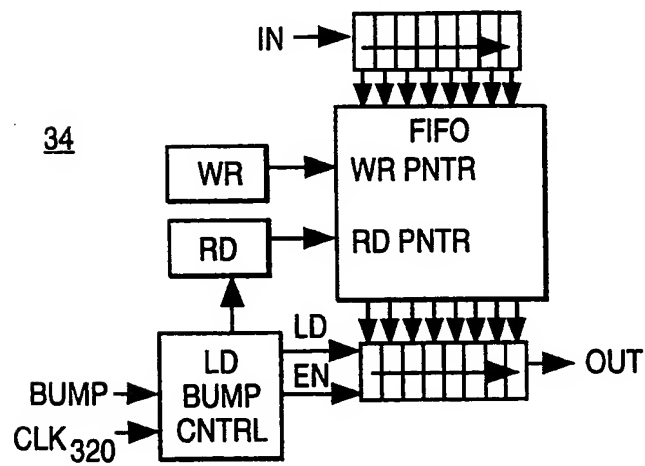 IN
34
FIFO
WR
WR PNTR
RD
RD PNTR
LD
LD
BUMP
CNTRL
EN
OUT
BUMP
CLK320